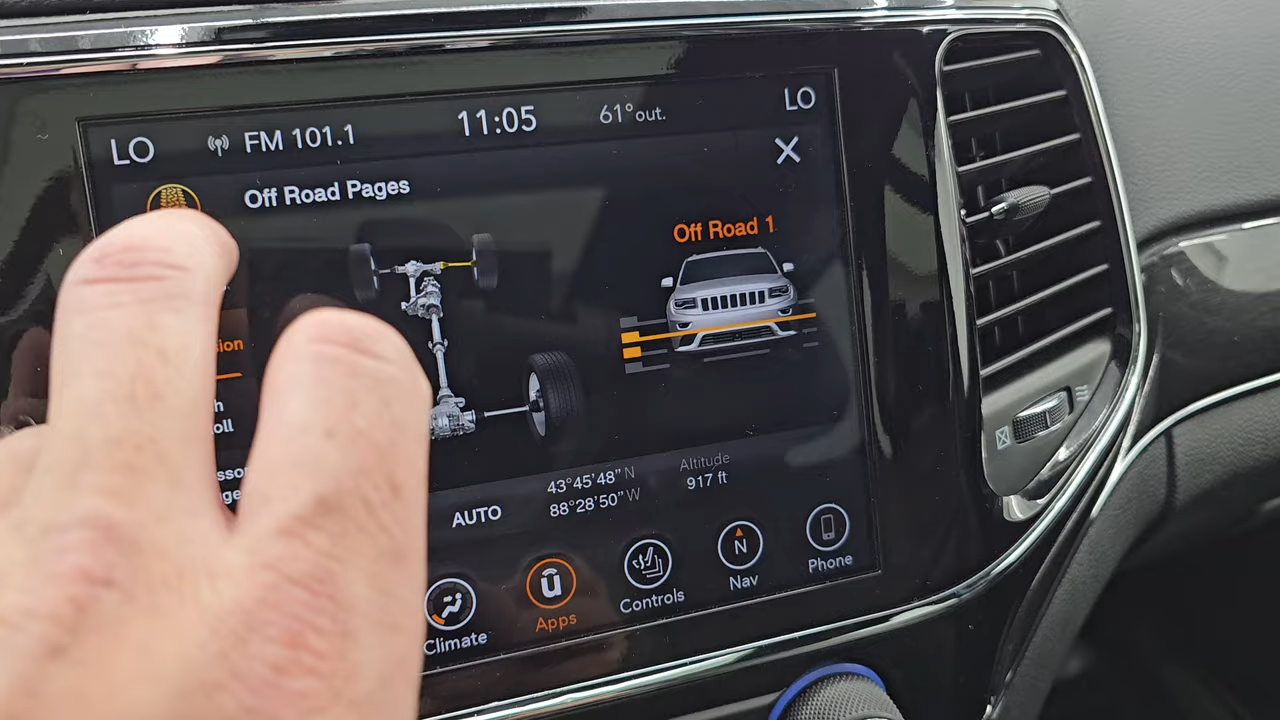 LO FM 101.1 11:05 61°out. LO
Off Road Pages
Off Road 1
sion
h
oll
ssor
ge
43°45'48" N
88°28'50" W
Altitude
917 ft
AUTO
Climate
Apps
Controls
N
Nav
Phone